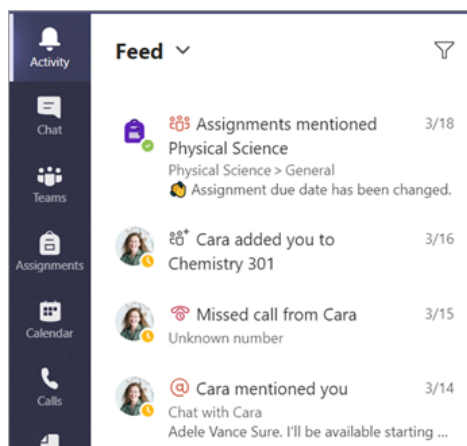 Activity
Chat
Teams
Assignments
Calendar
Calls
Feed
Assignments mentioned 3/18
Physical Science
Physical Science > General
Assignment due date has been changed.
Cara added you to 3/16
Chemistry 301
Missed call from Cara 3/15
Unknown number
@ Cara mentioned you 3/14
Chat with Cara
Adele Vance Sure. I'll be available starting ...